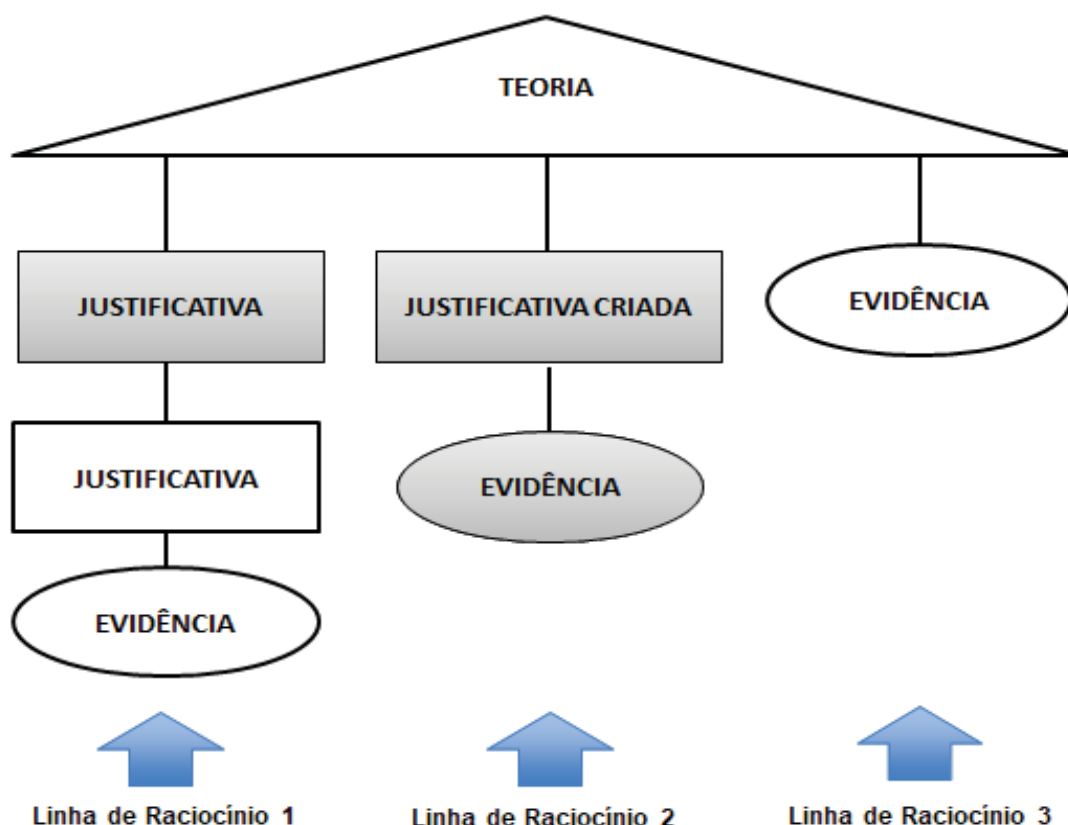 TEORIA
JUSTIFICATIVA
JUSTIFICATIVA CRIADA
EVIDÊNCIA
JUSTIFICATIVA
EVIDÊNCIA
EVIDÊNCIA
Linha de Raciocínio 1
Linha de Raciocínio 2
Linha de Raciocínio 3